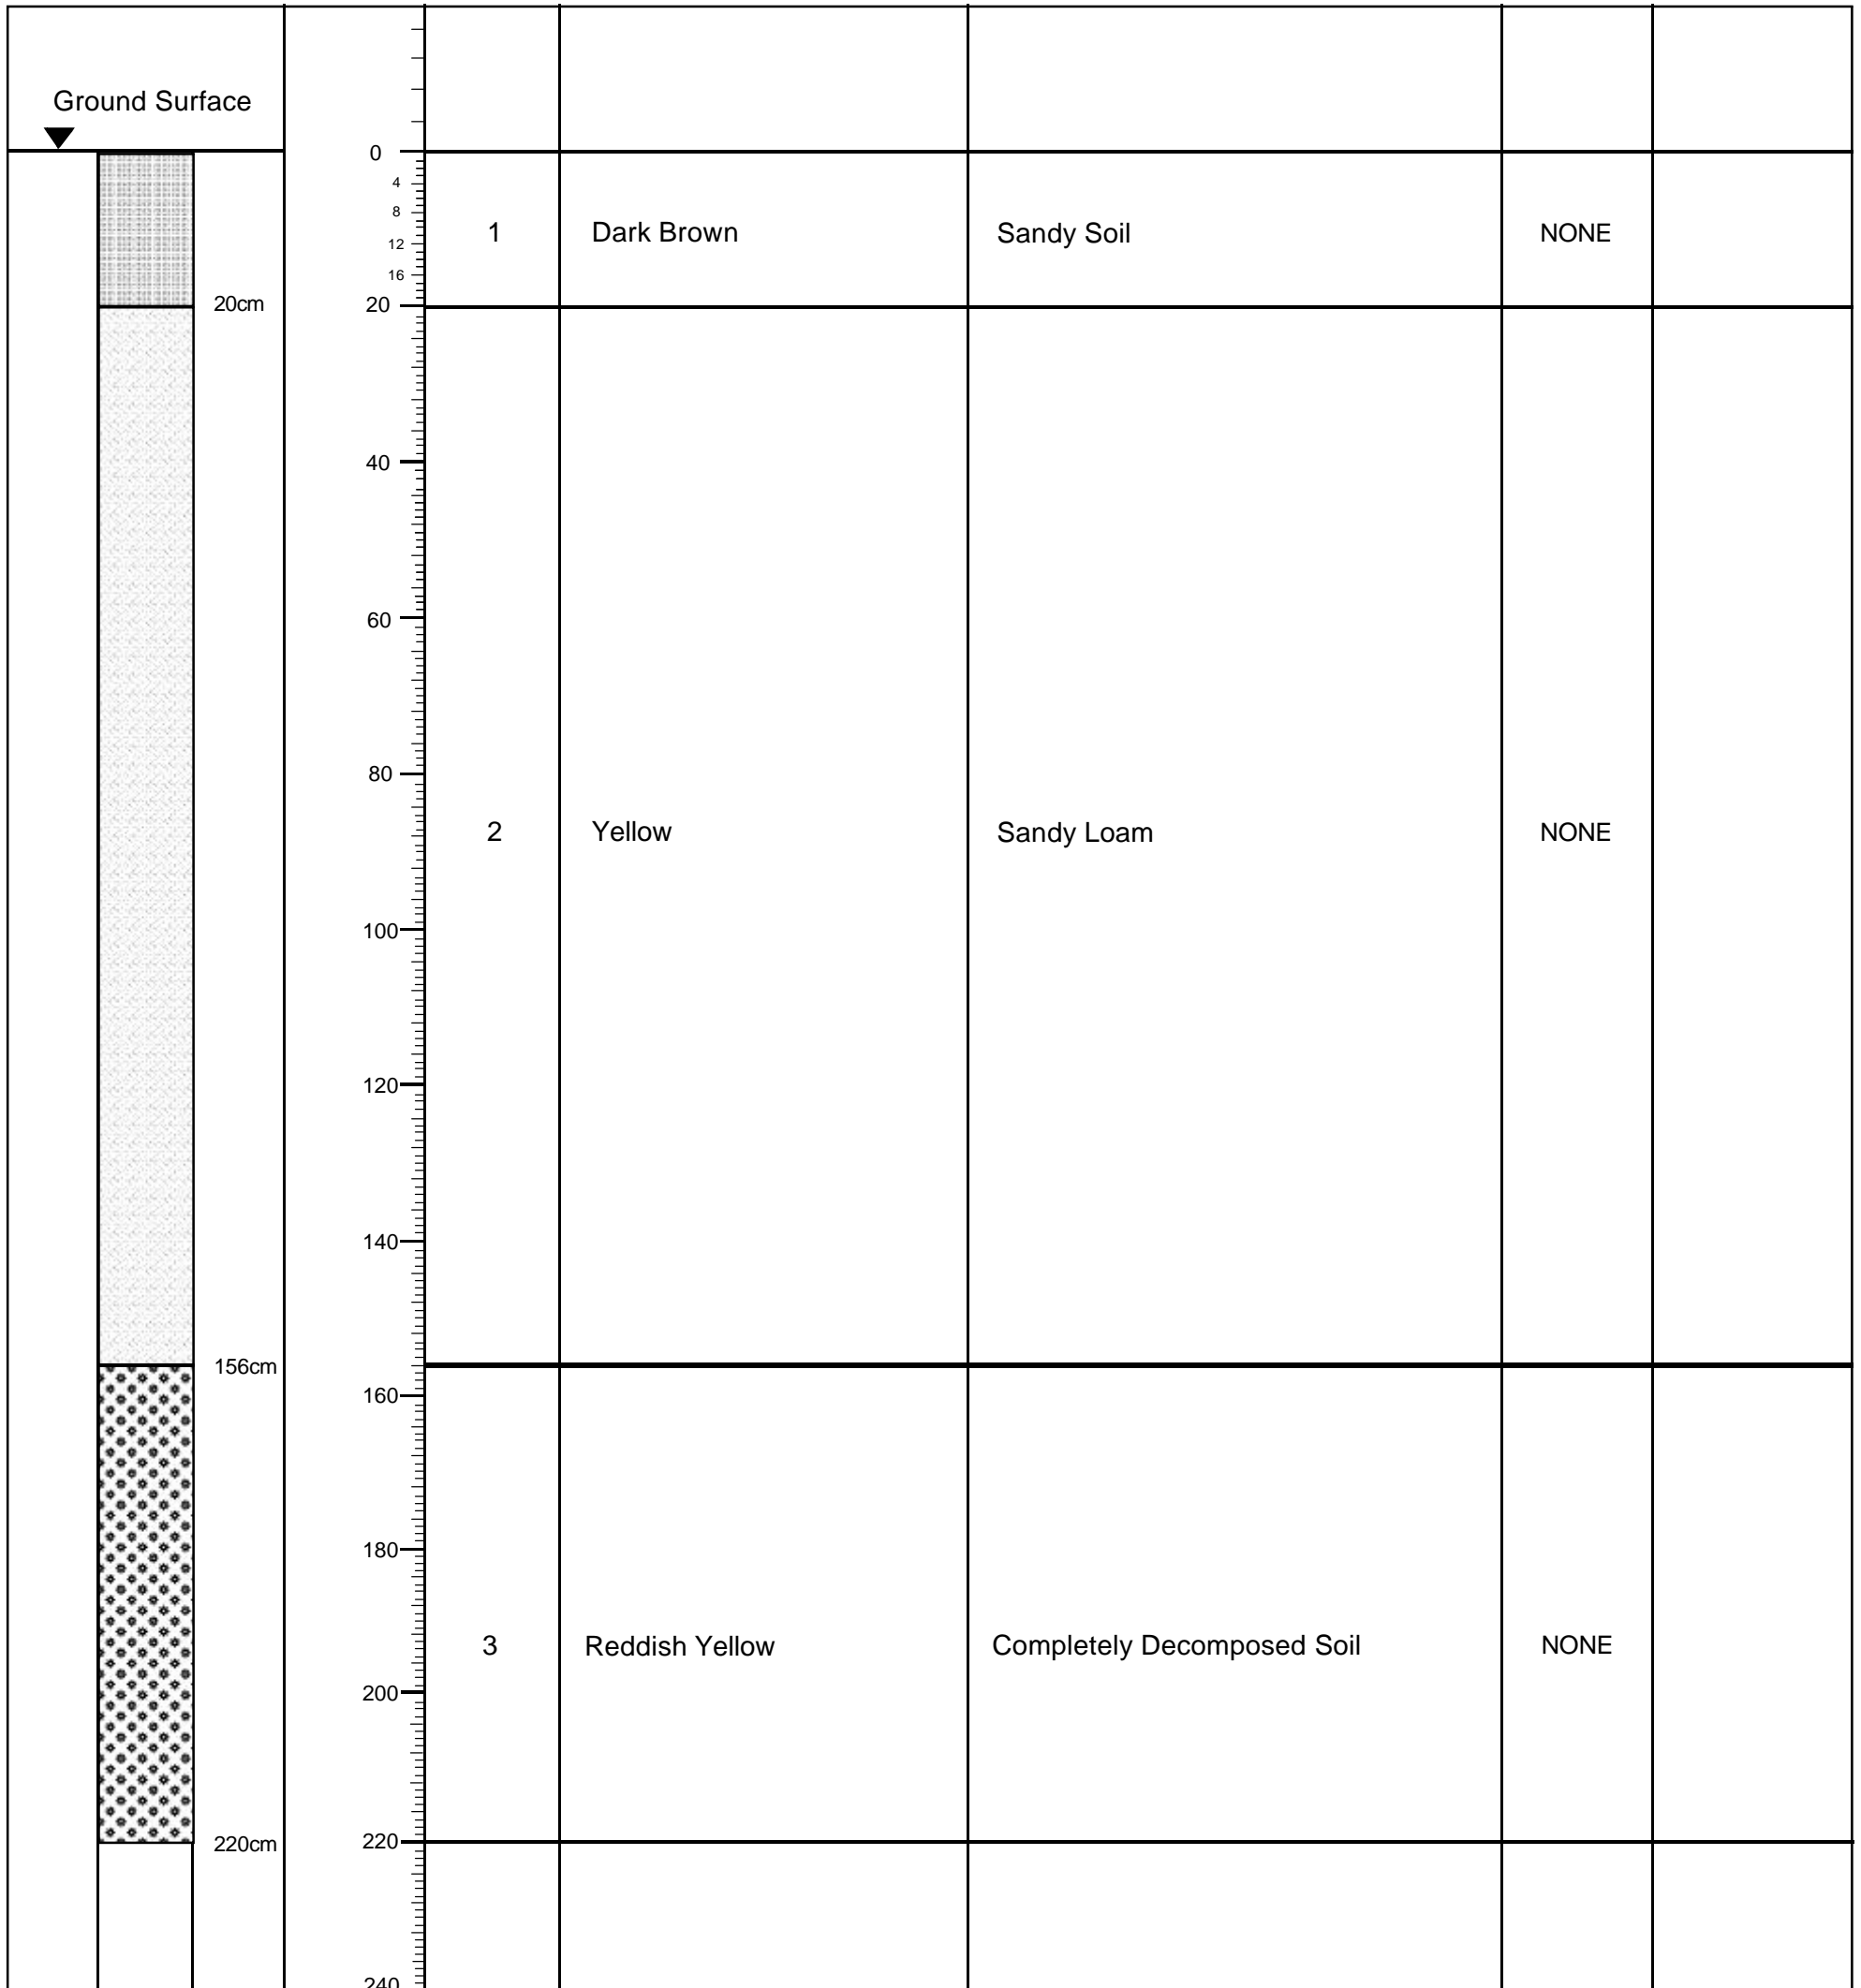 Ground Surface
0
4
8
12
16
1 Dark Brown Sandy Soil NONE
20cm 20
40
60
80
2 Yellow Sandy Loam NONE
100
120
140
156cm
160
180
3 Reddish Yellow Completely Decomposed Soil NONE
200
220cm 220
240